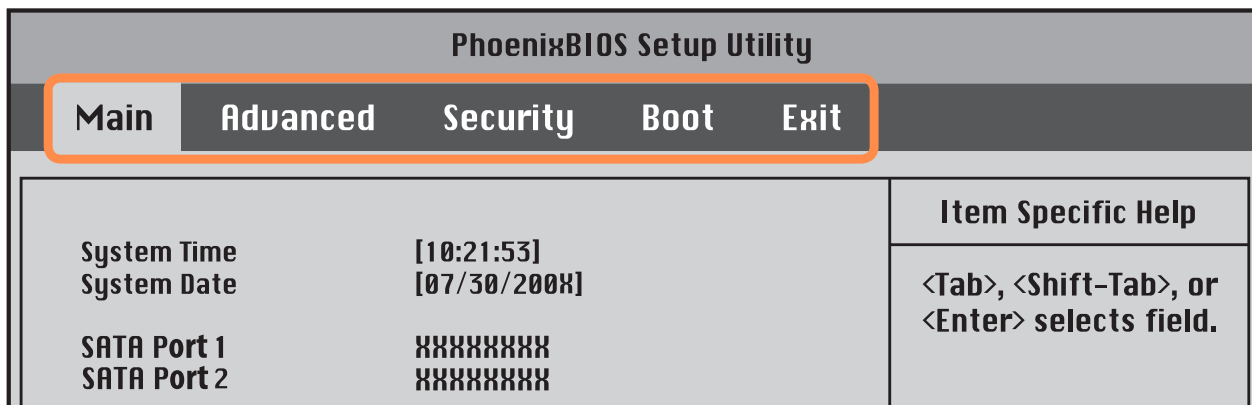 PhoenixBIOS Setup Utility
Main Advanced Security Boot Exit
Item Specific Help
System Time [10:21:53]
System Date [07/30/200X]
<Tab>, <Shift-Tab>, or
<Enter> selects field.
SATA Port 1 XXXXXXXX
SATA Port 2 XXXXXXXX